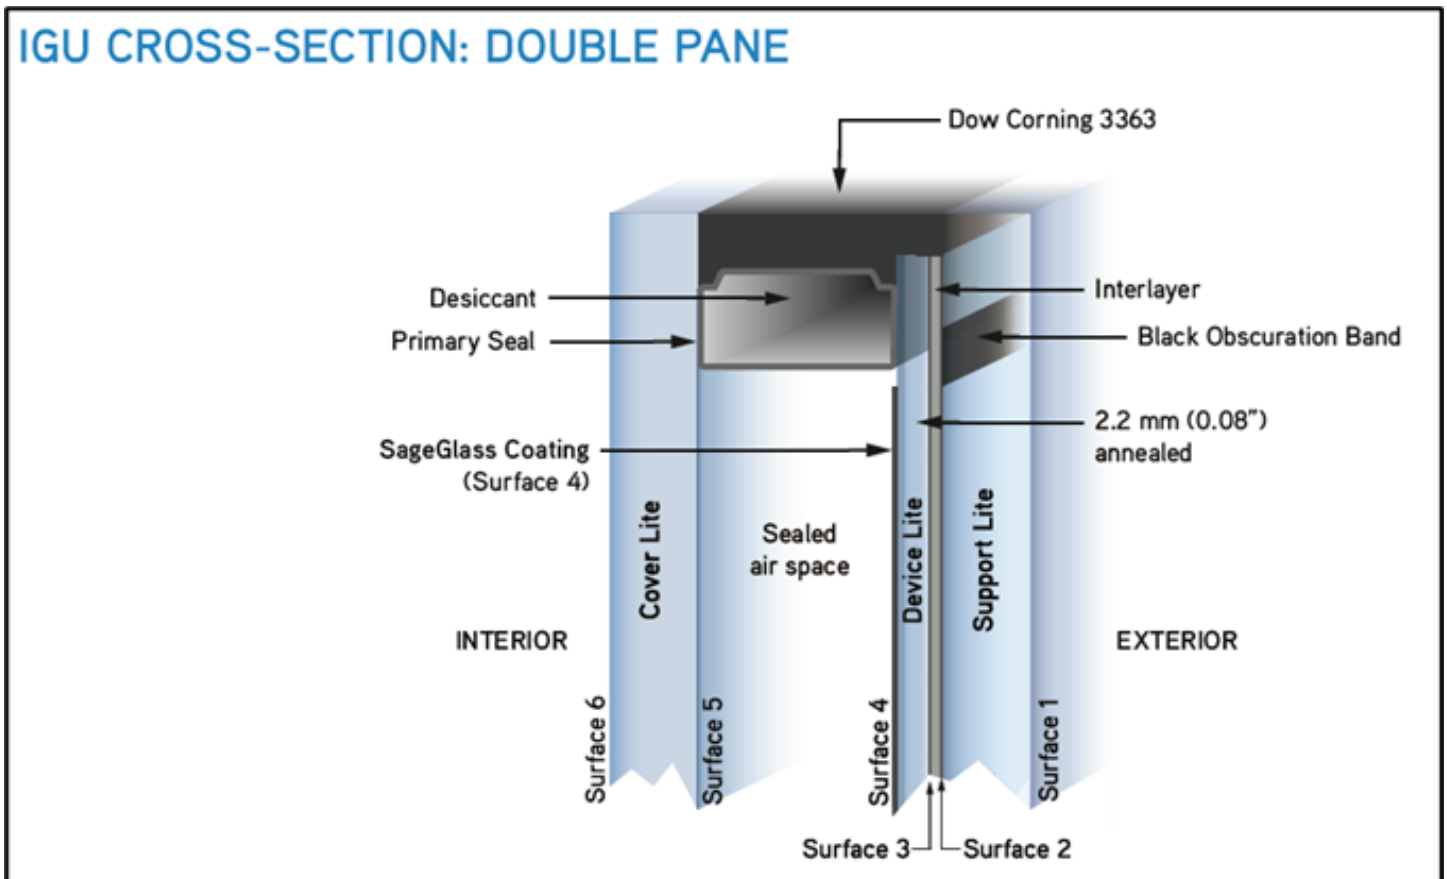 IGU CROSS-SECTION: DOUBLE PANE
Dow Corning 3363
Desiccant
Interlayer
Primary Seal
Black Obscuration Band
2.2 mm (0.08”)
annealed
SageGlass Coating
(Surface 4)
Cover Lite
Sealed
air space
Device Lite
Support Lite
INTERIOR
EXTERIOR
Surface 6
Surface 5
Surface 4
Surface 1
Surface 3
Surface 2